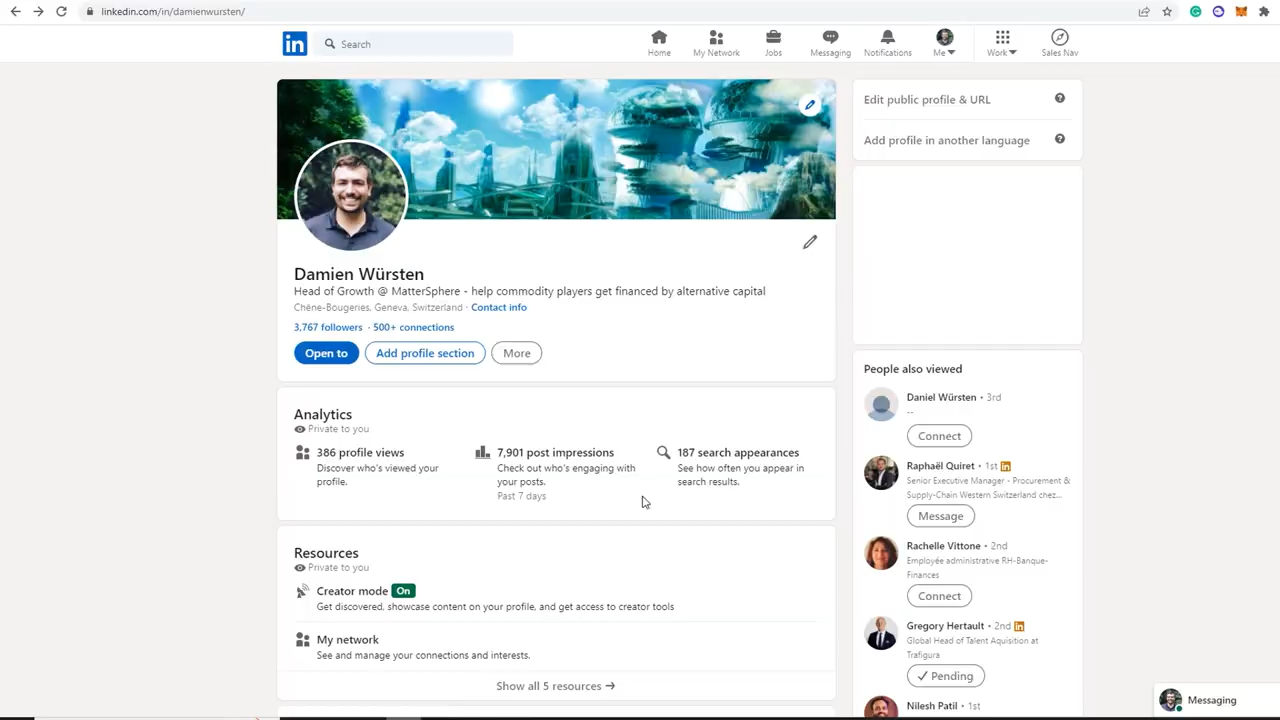 linkedin.com/in/damienwursten/
in
Search
Home
My Network
Jobs
Messaging
Notifications
Me
Work
Sales Nav
Damien Würsten
Head of Growth @ MatterSphere - help commodity players get financed by alternative capital
Chêne-Bougeries, Geneva, Switzerland · Contact info
3,767 followers · 500+ connections
Open to
Add profile section
More
Analytics
Private to you
386 profile views
Discover who's viewed your
profile.
7,901 post impressions
Check out who's engaging with
your posts.
Past 7 days
187 search appearances
See how often you appear in
search results.
Resources
Private to you
Creator mode On
Get discovered, showcase content on your profile, and get access to creator tools
My network
See and manage your connections and interests.
Show all 5 resources →
Edit public profile & URL
Add profile in another language
People also viewed
Daniel Würsten • 3rd
--
Connect
Raphaël Quiret • 1st in
Senior Executive Manager - Procurement &
Supply-Chain Western Switzerland chez...
Message
Rachelle Vittone • 2nd
Employée administrative RH-Banque-
Finances
Connect
Gregory Hertault • 2nd in
Global Head of Talent Aquisition at
Trafigura
✓ Pending
Nilesh Patil • 1st
Messaging